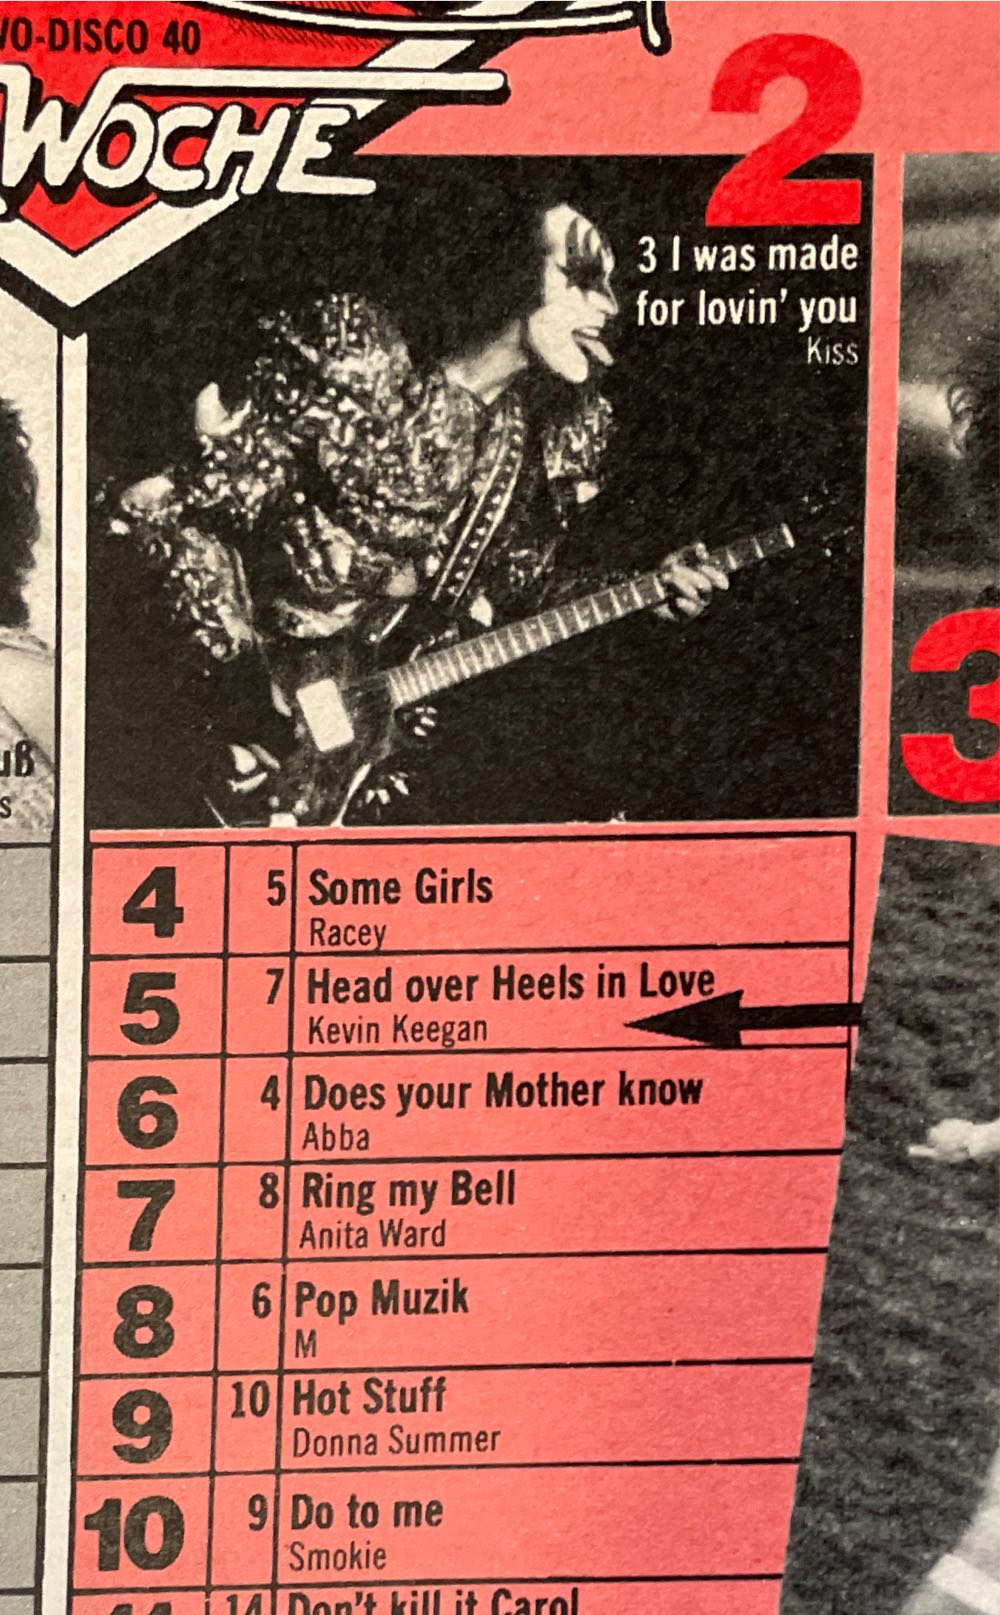 VO-DISCO 40
WOCHE
2
3 I was made
for lovin' you
Kiss
3
uß
s
4 5 Some Girls
Racey
5 7 Head over Heels in Love
Kevin Keegan
6 4 Does your Mother know
Abba
7 8 Ring my Bell
Anita Ward
8 6 Pop Muzik
M
9 10 Hot Stuff
Donna Summer
10 9 Do to me
Smokie
11 14 Don't kill it Carol